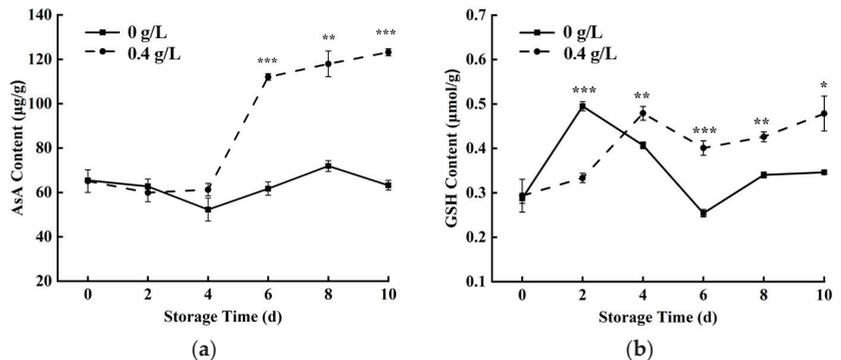 140
120
100
80
60
40
20
AsA Content (μg/g)
0 g/L
0.4 g/L
***
**
***
0 2 4 6 8 10
Storage Time (d)
(a)
0.7
0.6
0.5
0.4
0.3
0.2
0.1
GSH Content (μmol/g)
0 g/L
0.4 g/L
***
**
***
**
*
0 2 4 6 8 10
Storage Time (d)
(b)